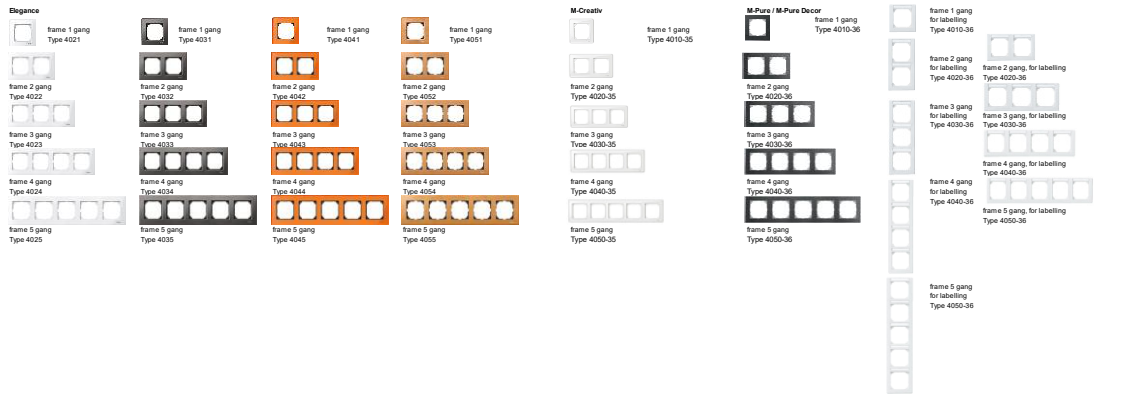 Elegance
frame 1 gang
Type 4021
frame 2 gang
Type 4022
frame 3 gang
Type 4023
frame 4 gang
Type 4024
frame 5 gang
Type 4025
frame 1 gang
Type 4031
frame 2 gang
Type 4032
frame 3 gang
Type 4033
frame 4 gang
Type 4034
frame 5 gang
Type 4035
frame 1 gang
Type 4041
frame 2 gang
Type 4042
frame 3 gang
Type 4043
frame 4 gang
Type 4044
frame 5 gang
Type 4045
frame 1 gang
Type 4051
frame 2 gang
Type 4052
frame 3 gang
Type 4053
frame 4 gang
Type 4054
frame 5 gang
Type 4055
M-Creativ
frame 1 gang
Type 4010-35
frame 2 gang
Type 4020-35
frame 3 gang
Type 4030-35
frame 4 gang
Type 4040-35
frame 5 gang
Type 4050-35
M-Pure / M-Pure Decor
frame 1 gang
Type 4010-36
frame 2 gang
Type 4020-36
frame 3 gang
Type 4030-36
frame 4 gang
Type 4040-36
frame 5 gang
Type 4050-36
frame 1 gang
for labelling
Type 4010-36
frame 2 gang
for labelling
Type 4020-36
frame 3 gang
for labelling
Type 4030-36
frame 4 gang
for labelling
Type 4040-36
frame 5 gang
for labelling
Type 4050-36
frame 2 gang, for labelling
Type 4020-36
frame 3 gang, for labelling
Type 4030-36
frame 4 gang, for labelling
Type 4040-36
frame 5 gang, for labelling
Type 4050-36